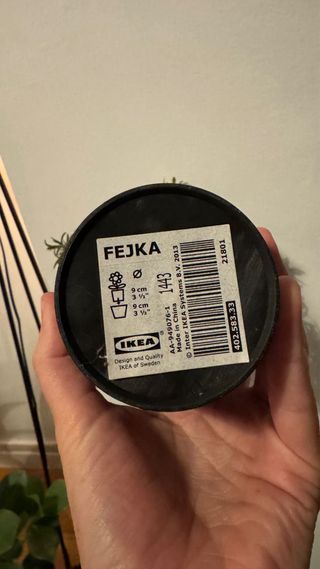 FEJKA
Ø
9 cm
3 ½"
9 cm
3 ½"
IKEA
Design and Quality
IKEA of Sweden
1443
AA-949076-1
Made in China
© Inter IKEA Systems B.V. 2013
21801
402.583.33